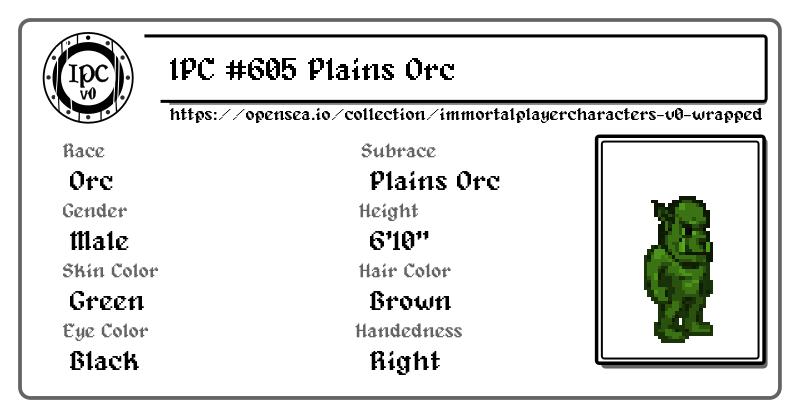 IPC
v0
IPC #605 Plains Orc
https://opensea.io/collection/immortalplayercharacters-v0-wrapped
Race
Subrace
Orc
Plains Orc
Gender
Height
Male
6'10"
Skin Color
Hair Color
Green
Brown
Eye Color
Handedness
Black
Right